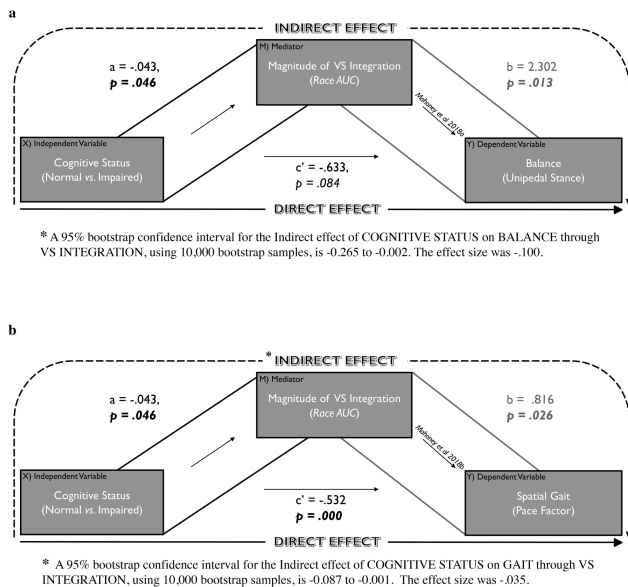 a
INDIRECT EFFECT
M) Mediator
Magnitude of VS Integration
(Race AUC)
a = -.043,
p = .046
b = 2.302
p = .013
Mahoney et al 2018a
X) Independent Variable
Cognitive Status
(Normal vs. Impaired)
c' = -.633,
p = .084
Y) Dependent Variable
Balance
(Unipedal Stance)
DIRECT EFFECT
* A 95% bootstrap confidence interval for the Indirect effect of COGNITIVE STATUS on BALANCE through
VS INTEGRATION, using 10,000 bootstrap samples, is -0.265 to -0.002. The effect size was -.100.
b
* INDIRECT EFFECT
M) Mediator
Magnitude of VS Integration
(Race AUC)
a = -.043,
p = .046
b = .816
p = .026
Mahoney et al 2018b
X) Independent Variable
Cognitive Status
(Normal vs. Impaired)
c' = -.532
p = .000
Y) Dependent Variable
Spatial Gait
(Pace Factor)
DIRECT EFFECT
* A 95% bootstrap confidence interval for the Indirect effect of COGNITIVE STATUS on GAIT through VS
INTEGRATION, using 10,000 bootstrap samples, is -0.087 to -0.001. The effect size was -.035.